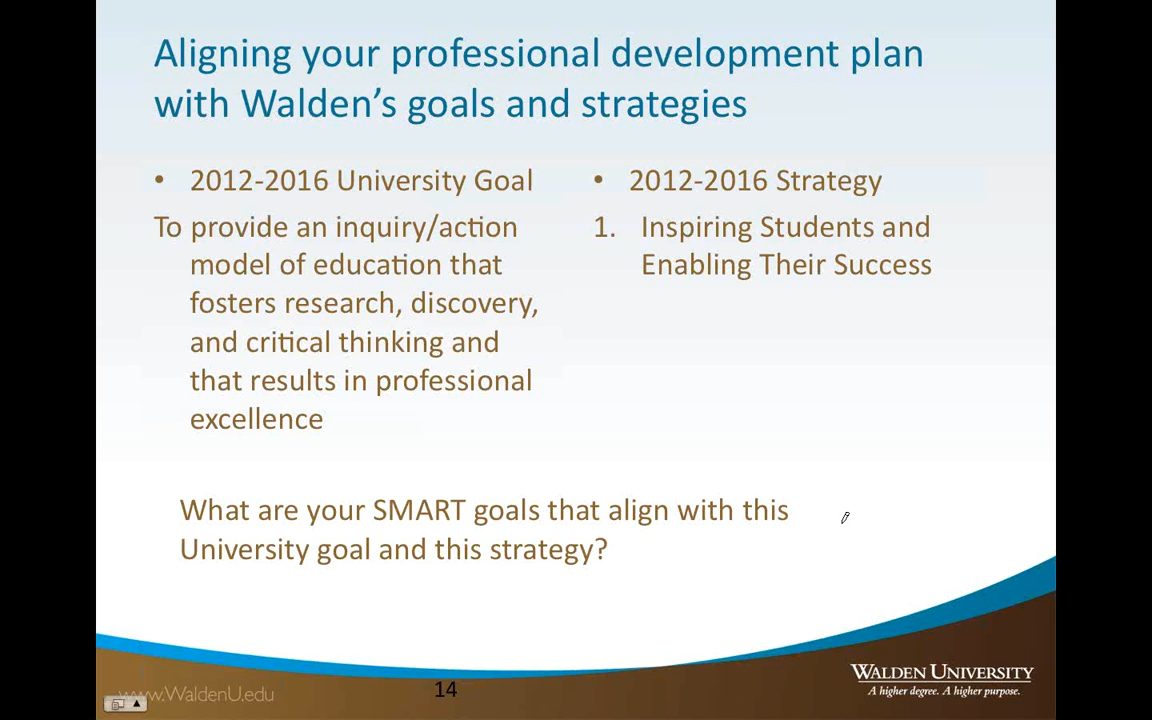 Aligning your professional development plan
with Walden's goals and strategies
• 2012-2016 University Goal
To provide an inquiry/action
model of education that
fosters research, discovery,
and critical thinking and
that results in professional
excellence
• 2012-2016 Strategy
1. Inspiring Students and
Enabling Their Success
What are your SMART goals that align with this
University goal and this strategy?
www.WaldenU.edu
14
WALDEN UNIVERSITY
A higher degree. A higher purpose.